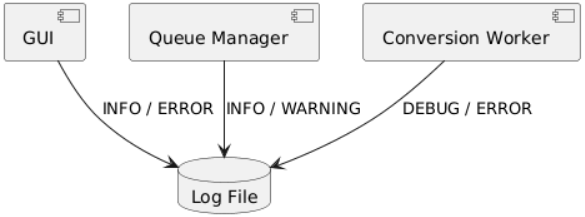 GUI
Queue Manager
Conversion Worker
INFO / ERROR
INFO / WARNING
DEBUG / ERROR
Log File